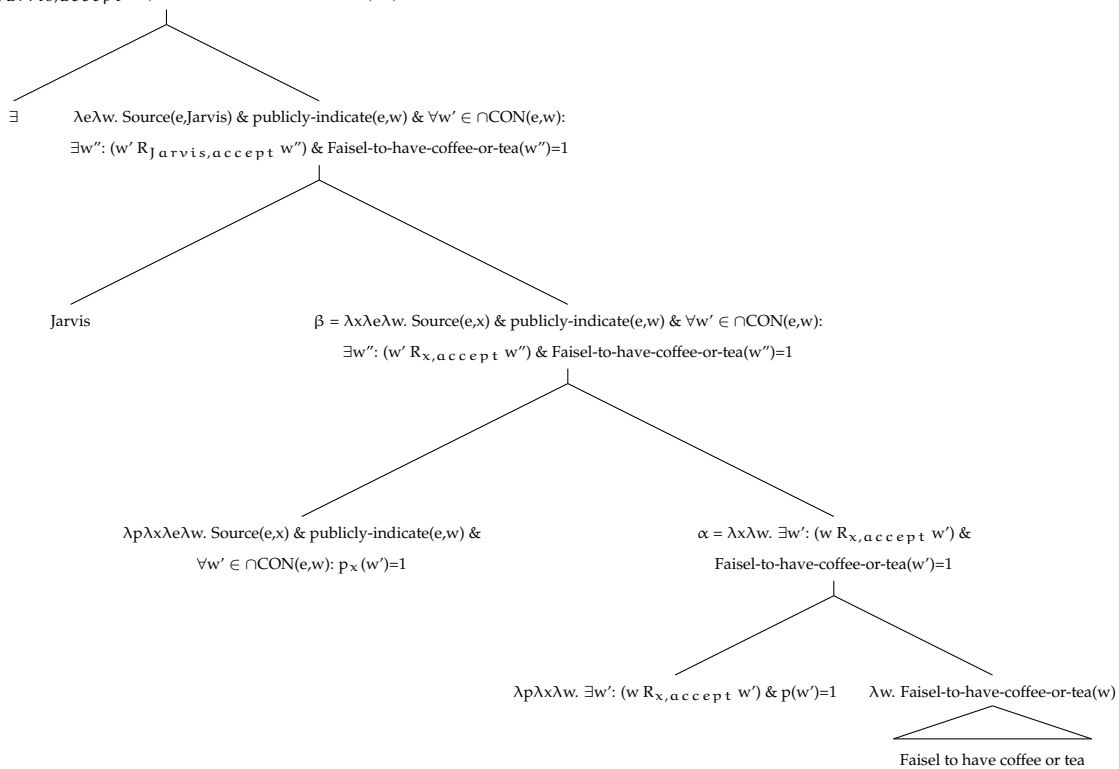 ∃
λeλw. Source(e,Jarvis) & publicly-indicate(e,w) & ∀w' ∈ ∩CON(e,w):
∃w'': (w' R_Jarvis,accept w'') & Faisel-to-have-coffee-or-tea(w'')=1
Jarvis
β = λxλeλw. Source(e,x) & publicly-indicate(e,w) & ∀w' ∈ ∩CON(e,w):
∃w'': (w' R_x,accept w'') & Faisel-to-have-coffee-or-tea(w'')=1
λpλxλeλw. Source(e,x) & publicly-indicate(e,w) &
∀w' ∈ ∩CON(e,w): p_x(w')=1
α = λxλw. ∃w': (w R_x,accept w') &
Faisel-to-have-coffee-or-tea(w')=1
λpλxλw. ∃w': (w R_x,accept w') & p(w')=1
λw. Faisel-to-have-coffee-or-tea(w)
Faisel to have coffee or tea